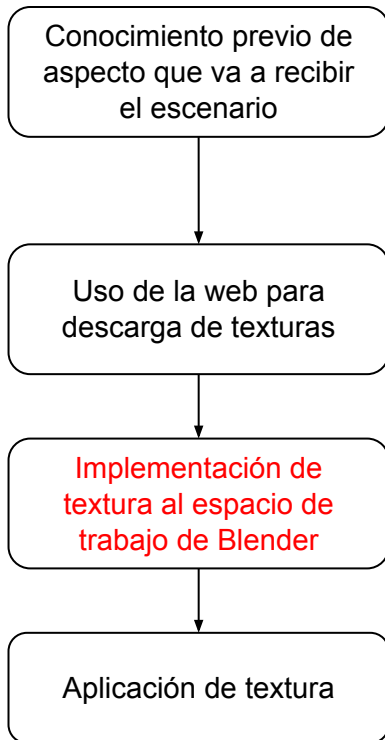 Conocimiento previo de
aspecto que va a recibir
el escenario
Uso de la web para
descarga de texturas
Implementación de
textura al espacio de
trabajo de Blender
Aplicación de textura